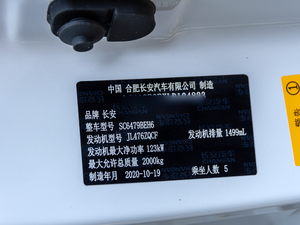 中国 合肥长安汽车有限公司 制造
品牌 长安
整车型号 SC6479BEH6
发动机型号 JL476ZQCF 发动机排量 1499mL
发动机最大净功率 123kW
最大允许总质量 2000kg
制造年月 2020-10-19 乘坐人数 5